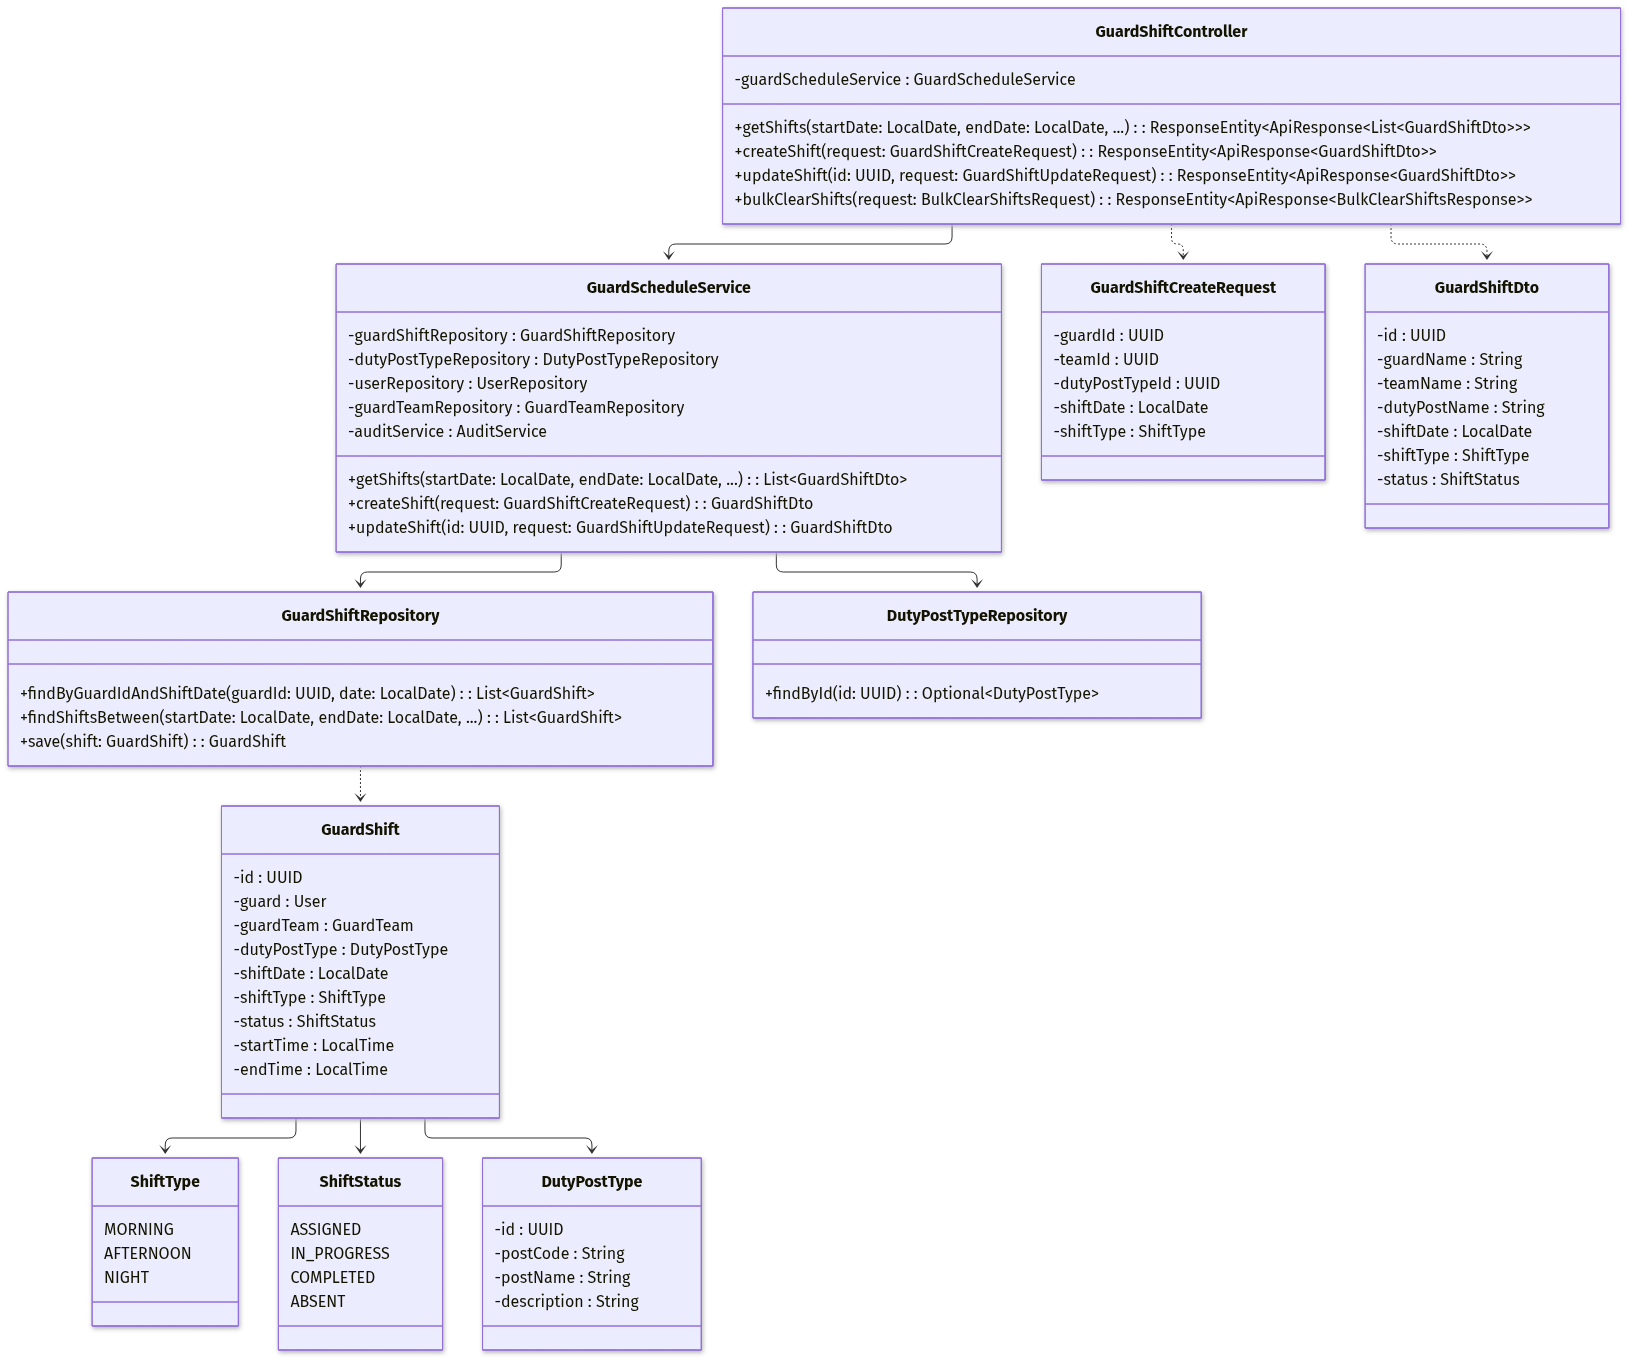 GuardShiftController
-guardScheduleService : GuardScheduleService
+getShifts(startDate: LocalDate, endDate: LocalDate, ...) : : ResponseEntity<ApiResponse<List<GuardShiftDto>>>
+createShift(request: GuardShiftCreateRequest) : : ResponseEntity<ApiResponse<GuardShiftDto>>
+updateShift(id: UUID, request: GuardShiftUpdateRequest) : : ResponseEntity<ApiResponse<GuardShiftDto>>
+bulkClearShifts(request: BulkClearShiftsRequest) : : ResponseEntity<ApiResponse<BulkClearShiftsResponse>>
GuardScheduleService
-guardShiftRepository : GuardShiftRepository
-dutyPostTypeRepository : DutyPostTypeRepository
-userRepository : UserRepository
-guardTeamRepository : GuardTeamRepository
-auditService : AuditService
+getShifts(startDate: LocalDate, endDate: LocalDate, ...) : : List<GuardShiftDto>
+createShift(request: GuardShiftCreateRequest) : : GuardShiftDto
+updateShift(id: UUID, request: GuardShiftUpdateRequest) : : GuardShiftDto
GuardShiftCreateRequest
-guardId : UUID
-teamId : UUID
-dutyPostTypeId : UUID
-shiftDate : LocalDate
-shiftType : ShiftType
GuardShiftDto
-id : UUID
-guardName : String
-teamName : String
-dutyPostName : String
-shiftDate : LocalDate
-shiftType : ShiftType
-status : ShiftStatus
GuardShiftRepository
+findByGuardIdAndShiftDate(guardId: UUID, date: LocalDate) : : List<GuardShift>
+findShiftsBetween(startDate: LocalDate, endDate: LocalDate, ...) : : List<GuardShift>
+save(shift: GuardShift) : : GuardShift
DutyPostTypeRepository
+findById(id: UUID) : : Optional<DutyPostType>
GuardShift
-id : UUID
-guard : User
-guardTeam : GuardTeam
-dutyPostType : DutyPostType
-shiftDate : LocalDate
-shiftType : ShiftType
-status : ShiftStatus
-startTime : LocalTime
-endTime : LocalTime
ShiftType
MORNING
AFTERNOON
NIGHT
ShiftStatus
ASSIGNED
IN_PROGRESS
COMPLETED
ABSENT
DutyPostType
-id : UUID
-postCode : String
-postName : String
-description : String